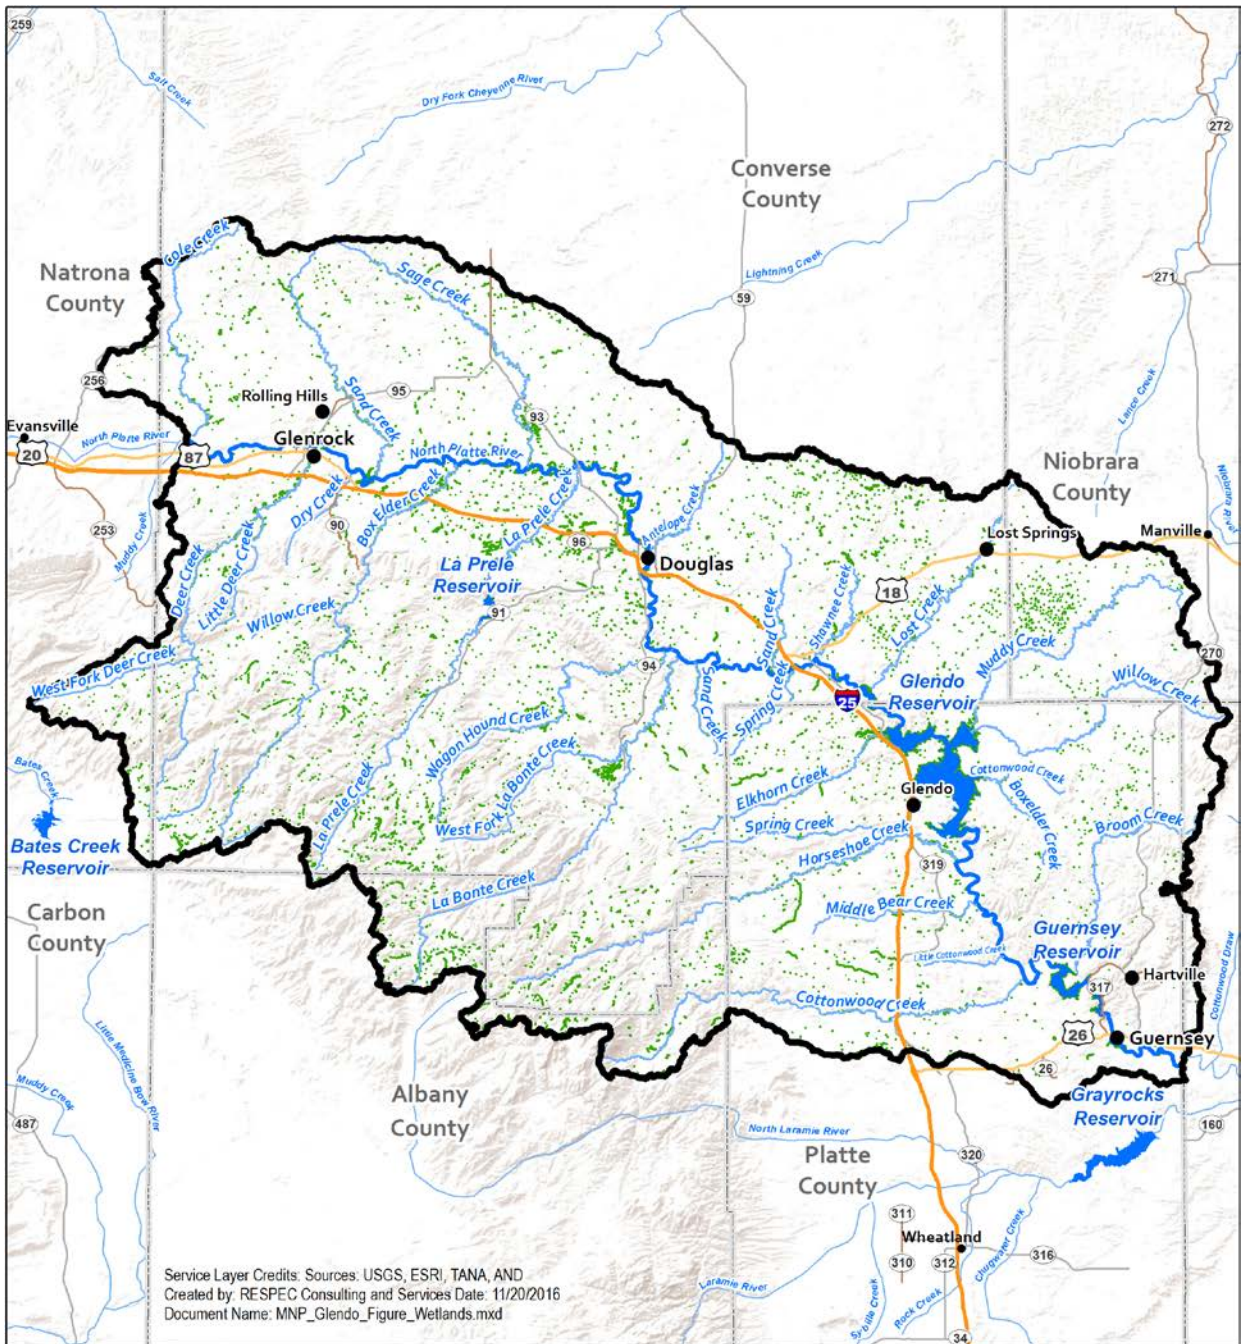 259
Salt Creek
Dry Fork Cheyenne River
272
Converse
County
Cole Creek
Natrona
County
Sage Creek
Lightning Creek
271
59
256
Rolling Hills
95
Sand Creek
93
Lance Creek
Evansville
20
North Platte River
87
Glenrock
North Platte River
Niobrara
County
Niobrara River
253
Muddy Creek
Dry Creek
90
Box Elder Creek
La Prele Creek
96
Antelope Creek
Lost Springs
Manville
Deer Creek
Little Deer Creek
Willow Creek
La Prele
Reservoir
91
Douglas
18
Sand Creek
Shawnee Creek
Lost Creek
Muddy Creek
270
West Fork Deer Creek
94
Sand Creek
Spring Creek
25
Glendo
Reservoir
Willow Creek
Wagon Hound Creek
West Fork La Bonte Creek
La Prele Creek
Elkhorn Creek
Cottonwood Creek
Glendo
Boxelder Creek
Broom Creek
Bates Creek
Bates Creek
Reservoir
Spring Creek
Horseshoe Creek
319
La Bonte Creek
Middle Bear Creek
Carbon
County
Little Cottonwood Creek
Guernsey
Reservoir
317
Hartville
Cottonwood Draw
Cottonwood Creek
26
Guernsey
26
Little Medicine Bow River
Muddy Creek
487
Albany
County
Grayrocks
Reservoir
North Laramie River
160
Platte
County
320
311
Wheatland
310
312
316
Chugwater Creek
Laramie River
Sybille Creek
Rock Creek
34
Service Layer Credits: Sources: USGS, ESRI, TANA, AND
Created by: RESPEC Consulting and Services Date: 11/20/2016
Document Name: MNP_Glendo_Figure_Wetlands.mxd